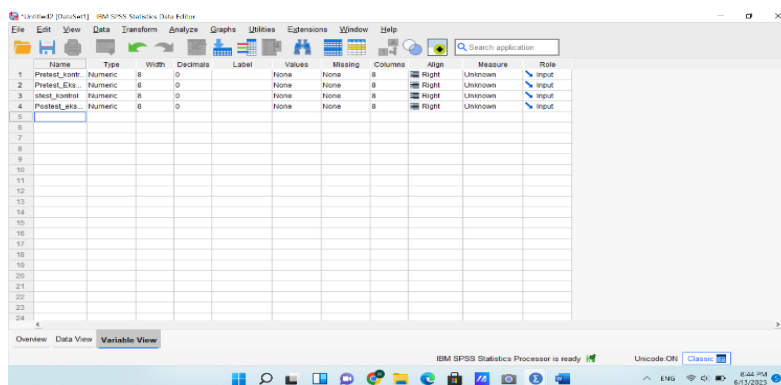 *Untitled2 [DataSet1] - IBM SPSS Statistics Data Editor
File Edit View Data Transform Analyze Graphs Utilities Extensions Window Help
Search application
Name Type Width Decimals Label Values Missing Columns Align Measure Role
1 Pretest_kontr... Numeric 8 0 None None 8 Right Unknown Input
2 Pretest_Eks... Numeric 8 0 None None 8 Right Unknown Input
3 stest_kontrol Numeric 8 0 None None 8 Right Unknown Input
4 Postest_eks... Numeric 8 0 None None 8 Right Unknown Input
5
6
7
8
9
10
11
12
13
14
15
16
17
18
19
20
21
22
23
24
Overview Data View Variable View
IBM SPSS Statistics Processor is ready Unicode:ON Classic
ENG 8:44 PM
6/13/2023